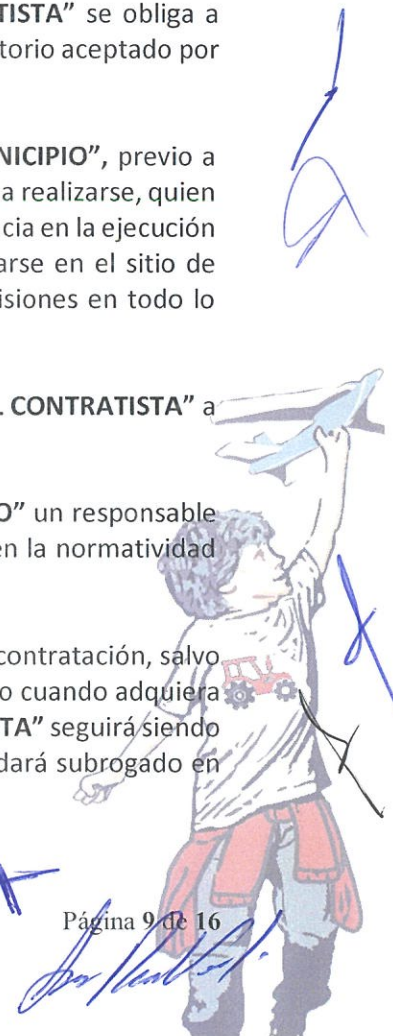 TISTA” se obliga a
torio aceptado por
NICIPIO”, previo a
a realizarse, quien
cia en la ejecución
arse en el sitio de
isiones en todo lo
L CONTRATISTA” a
O” un responsable
en la normatividad
contratación, salvo
o cuando adquiera
TA” seguirá siendo
dará subrogado en
Página 9 de 16